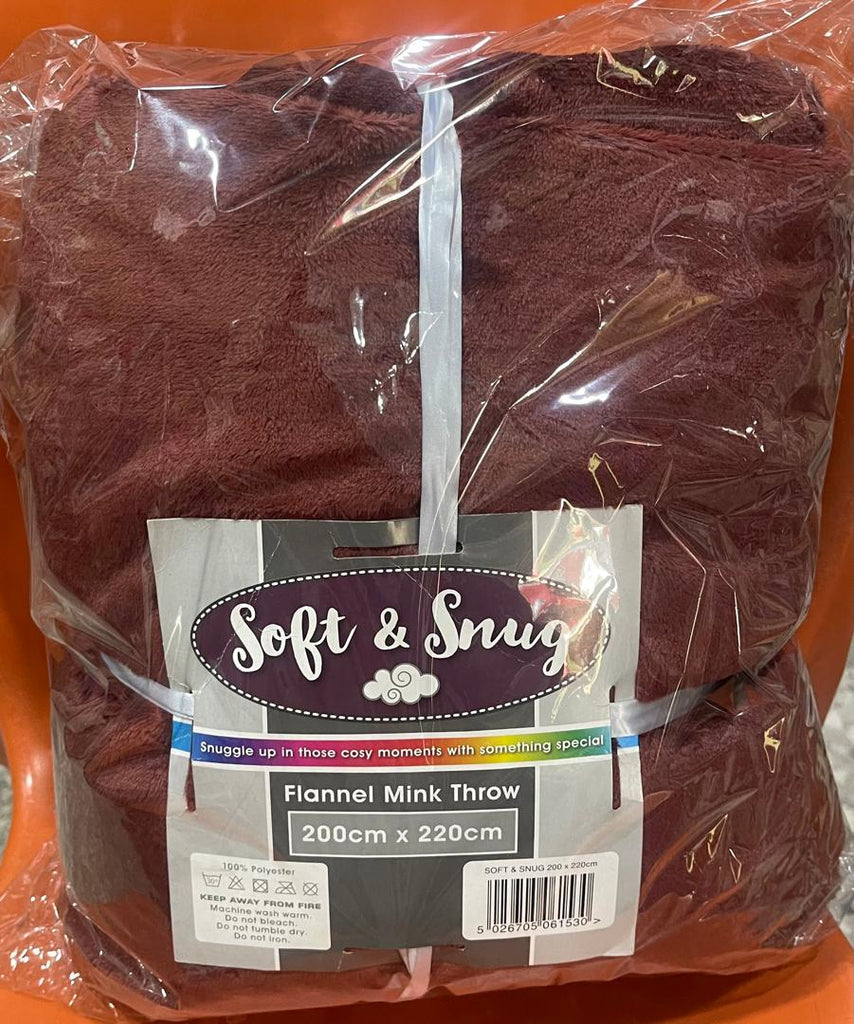 Soft & Snug
Snuggle up in those cosy moments with something special
Flannel Mink Throw
200cm x 220cm
100% Polyester
30°
KEEP AWAY FROM FIRE
Machine wash warm.
Do not bleach.
Do not tumble dry.
Do not iron.
SOFT & SNUG 200 x 220cm
5 026705 061530 >